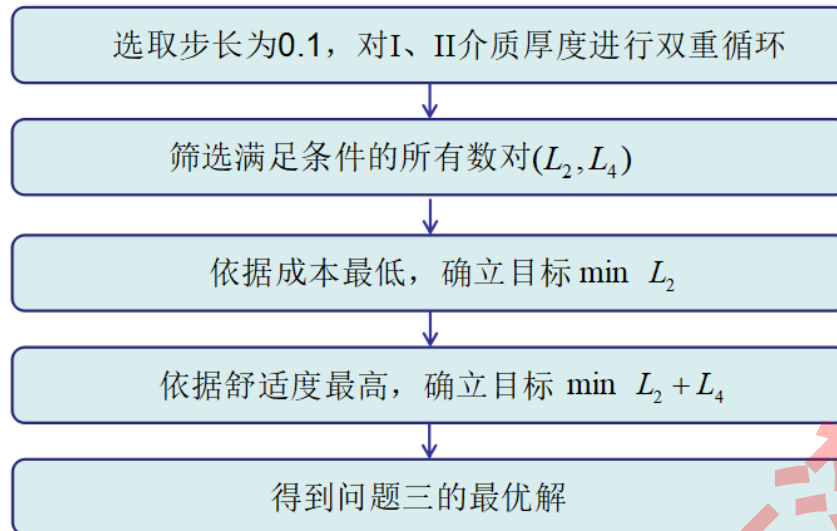 选取步长为0.1，对I、II介质厚度进行双重循环
筛选满足条件的所有数对(L₂,L₄)
依据成本最低，确立目标 min L₂
依据舒适度最高，确立目标 min L₂+L₄
得到问题三的最优解